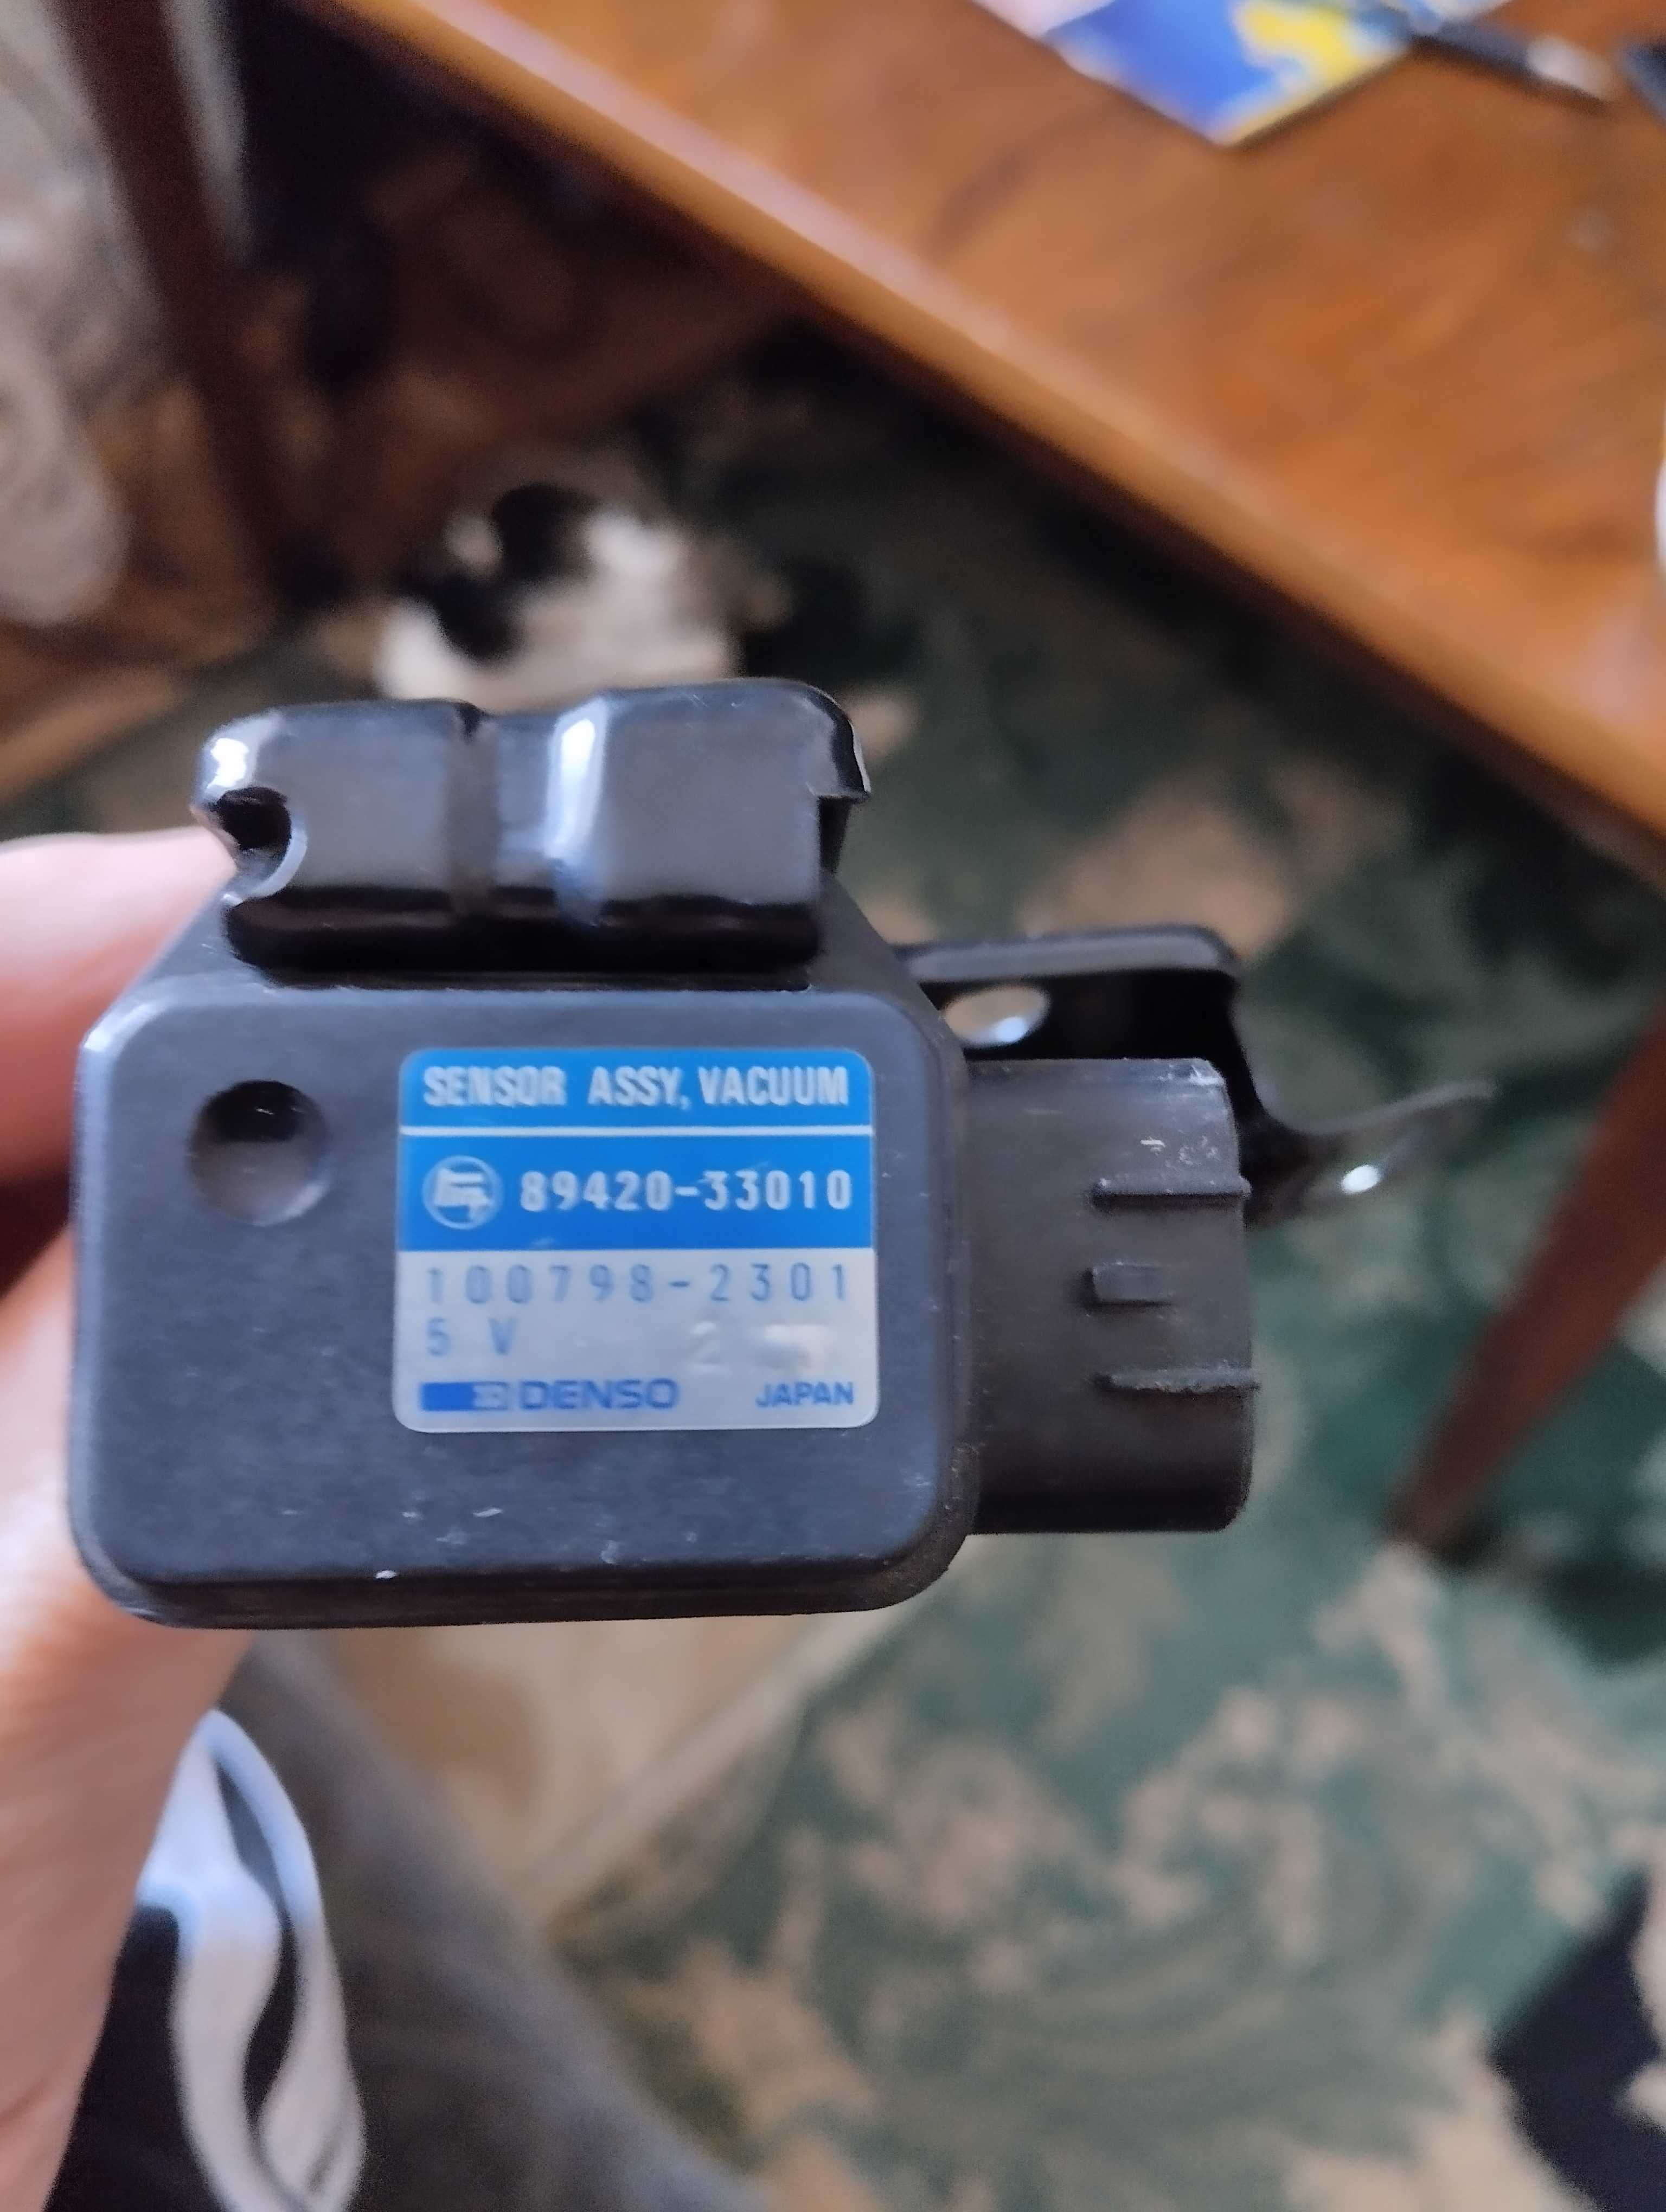 SENSOR ASSY, VACUUM
89420-33010
100798-2301
5 V
DENSO JAPAN